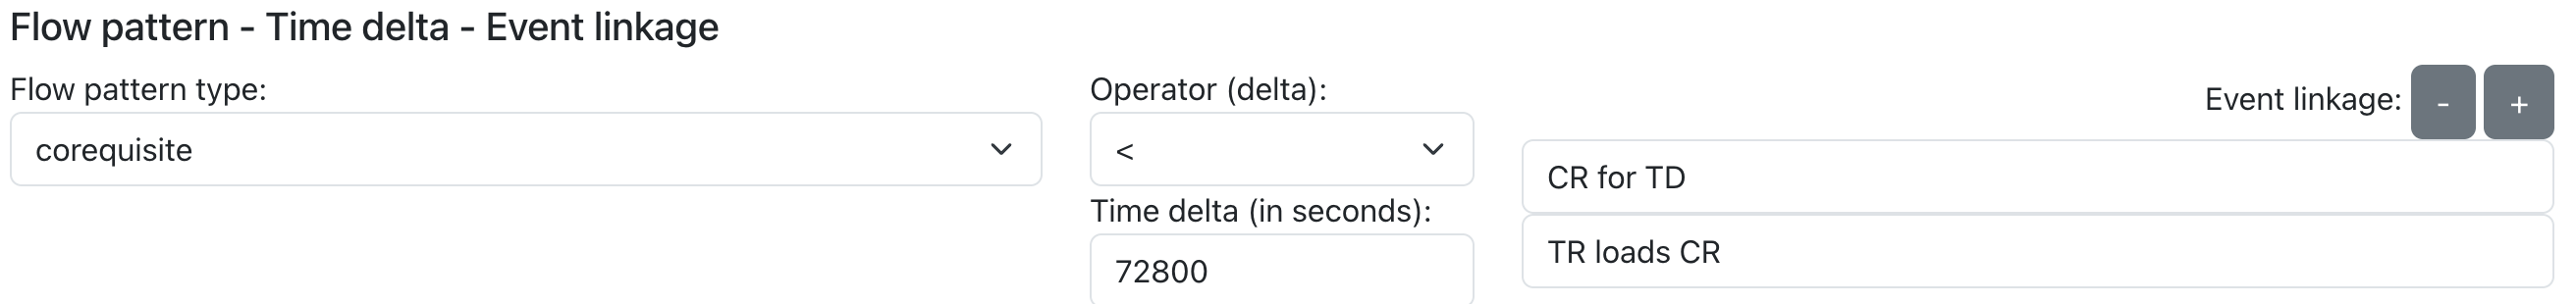 Flow pattern - Time delta - Event linkage
Flow pattern type:
corequisite
Operator (delta):
<
Time delta (in seconds):
72800
Event linkage: - +
CR for TD
TR loads CR